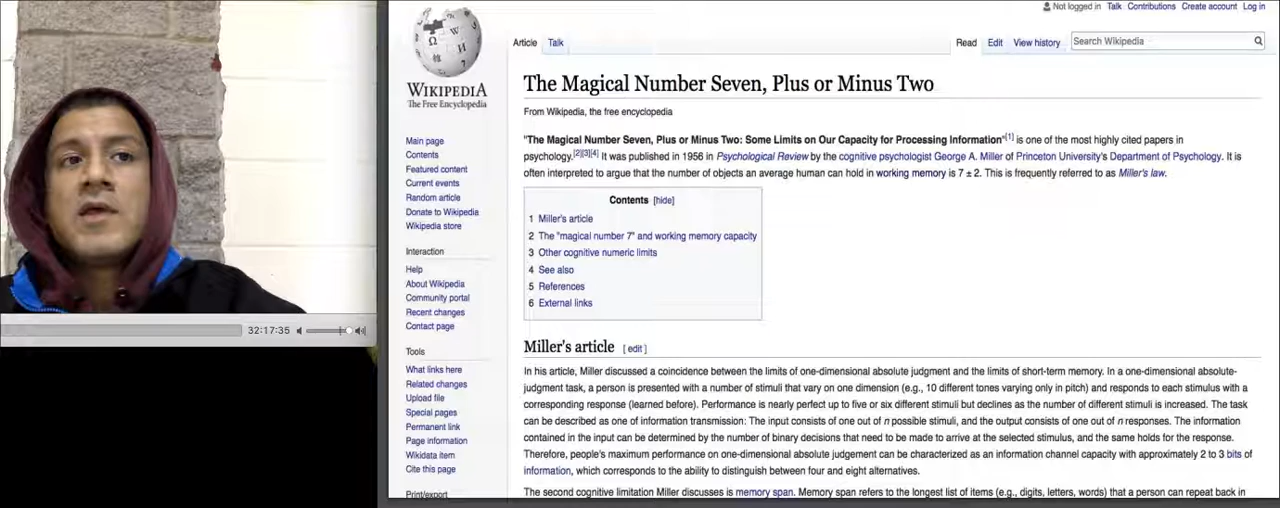 Not logged in Talk Contributions Create account Log in
Article Talk Read Edit View history Search Wikipedia
WIKIPEDIA
The Free Encyclopedia
Main page
Contents
Featured content
Current events
Random article
Donate to Wikipedia
Wikipedia store
Interaction
Help
About Wikipedia
Community portal
Recent changes
Contact page
Tools
What links here
Related changes
Upload file
Special pages
Permanent link
Page information
Wikidata item
Cite this page
Print/export
The Magical Number Seven, Plus or Minus Two
From Wikipedia, the free encyclopedia
"The Magical Number Seven, Plus or Minus Two: Some Limits on Our Capacity for Processing Information"[1] is one of the most highly cited papers in
psychology.[2][3][4] It was published in 1956 in Psychological Review by the cognitive psychologist George A. Miller of Princeton University's Department of Psychology. It is
often interpreted to argue that the number of objects an average human can hold in working memory is 7 ± 2. This is frequently referred to as Miller's law.
Contents [hide]
1 Miller's article
2 The "magical number 7" and working memory capacity
3 Other cognitive numeric limits
4 See also
5 References
6 External links
Miller's article [ edit ]
In his article, Miller discussed a coincidence between the limits of one-dimensional absolute judgment and the limits of short-term memory. In a one-dimensional absolute-
judgment task, a person is presented with a number of stimuli that vary on one dimension (e.g., 10 different tones varying only in pitch) and responds to each stimulus with a
corresponding response (learned before). Performance is nearly perfect up to five or six different stimuli but declines as the number of different stimuli is increased. The task
can be described as one of information transmission: The input consists of one out of n possible stimuli, and the output consists of one out of n responses. The information
contained in the input can be determined by the number of binary decisions that need to be made to arrive at the selected stimulus, and the same holds for the response.
Therefore, people's maximum performance on one-dimensional absolute judgement can be characterized as an information channel capacity with approximately 2 to 3 bits of
information, which corresponds to the ability to distinguish between four and eight alternatives.
The second cognitive limitation Miller discusses is memory span. Memory span refers to the longest list of items (e.g., digits, letters, words) that a person can repeat back in
32:17:35